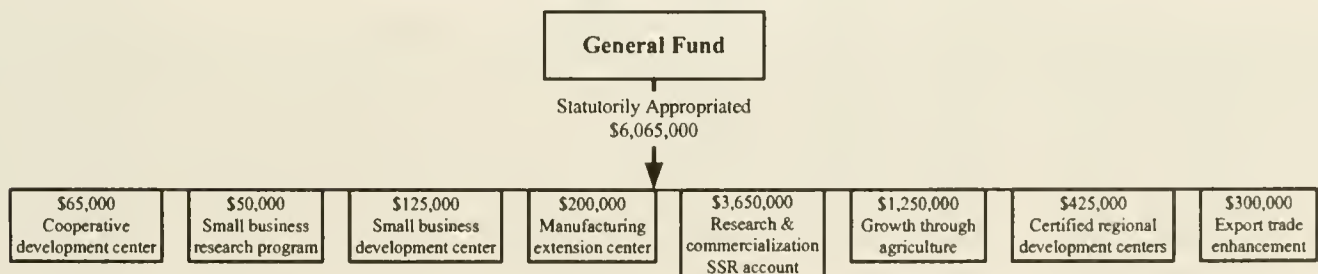 General Fund
Statutorily Appropriated
$6,065,000
$65,000
Cooperative
development center
$50,000
Small business
research program
$125,000
Small business
development center
$200,000
Manufacturing
extension center
$3,650,000
Research &
commercialization
SSR account
$1,250,000
Growth through
agriculture
$425,000
Certified regional
development centers
$300,000
Export trade
enhancement